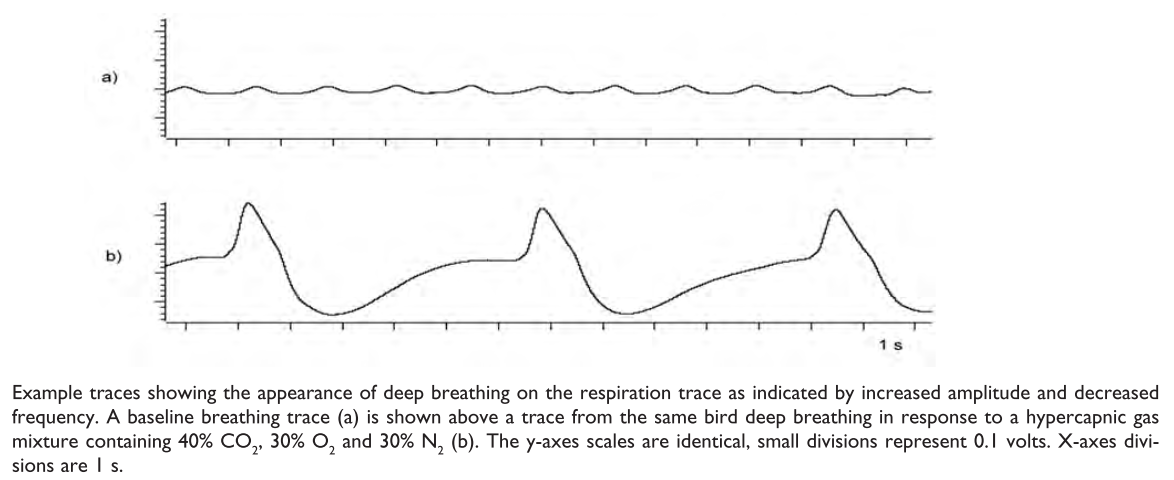 a)
b)
1 s
Example traces showing the appearance of deep breathing on the respiration trace as indicated by increased amplitude and decreased
frequency. A baseline breathing trace (a) is shown above a trace from the same bird deep breathing in response to a hypercapnic gas
mixture containing 40% CO₂, 30% O₂ and 30% N₂ (b). The y-axes scales are identical, small divisions represent 0.1 volts. X-axes divi-
sions are 1 s.